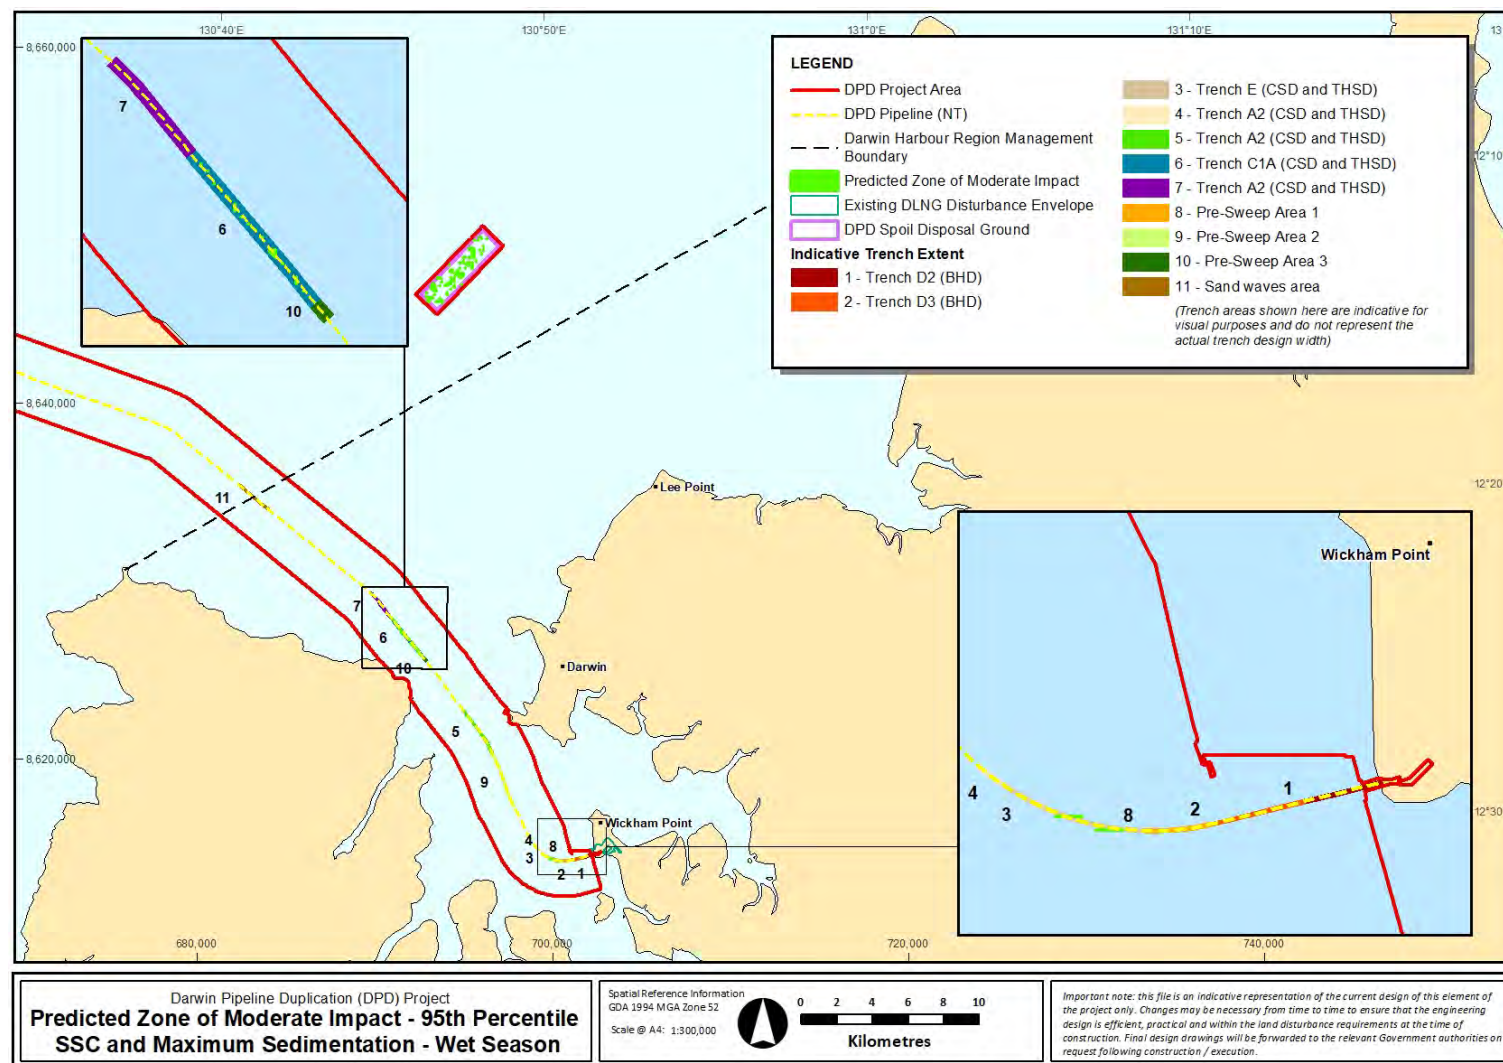 130°40'E
130°50'E
131°0'E
131°10'E
13
8,660,000
8,640,000
8,620,000
12°10'
12°20'
12°30'
680,000
700,000
720,000
740,000
LEGEND
DPD Project Area
DPD Pipeline (NT)
Darwin Harbour Region Management
Boundary
Predicted Zone of Moderate Impact
Existing DLNG Disturbance Envelope
DPD Spoil Disposal Ground
Indicative Trench Extent
1 - Trench D2 (BHD)
2 - Trench D3 (BHD)
3 - Trench E (CSD and THSD)
4 - Trench A2 (CSD and THSD)
5 - Trench A2 (CSD and THSD)
6 - Trench C1A (CSD and THSD)
7 - Trench A2 (CSD and THSD)
8 - Pre-Sweep Area 1
9 - Pre-Sweep Area 2
10 - Pre-Sweep Area 3
11 - Sand waves area
(Trench areas shown here are indicative for
visual purposes and do not represent the
actual trench design width)
7
6
10
11
7
6
10
5
9
4
3
8
2
1
Lee Point
Darwin
Wickham Point
Wickham Point
4
3
8
2
1
Darwin Pipeline Duplication (DPD) Project
Predicted Zone of Moderate Impact - 95th Percentile
SSC and Maximum Sedimentation - Wet Season
Spatial Reference Information
GDA 1994 MGA Zone 52
Scale @ A4: 1:300,000
0 2 4 6 8 10
Kilometres
Important note: this file is an indicative representation of the current design of this element of
the project only. Changes may be necessary from time to time to ensure that the engineering
design is efficient, practical and within the land disturbance requirements at the time of
construction. Final design drawings will be forwarded to the relevant Government authorities on
request following construction / execution.